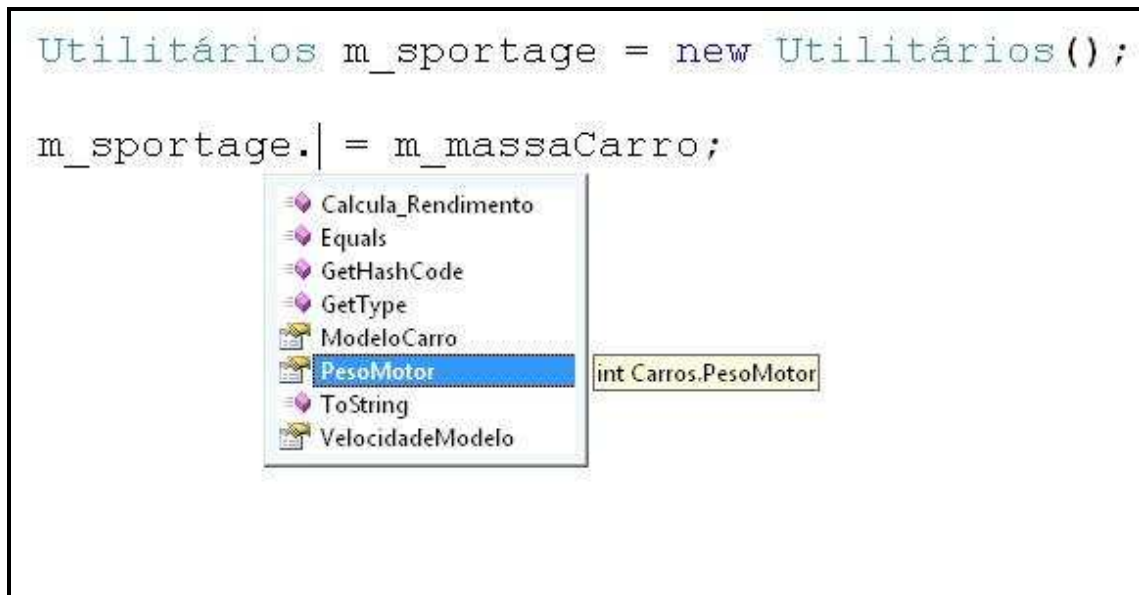 Utilitários m_sportage = new Utilitários();
m_sportage. = m_massaCarro;
Calcula_Rendimento
Equals
GetHashCode
GetType
ModeloCarro
PesoMotor
int Carros.PesoMotor
ToString
VelocidadeModelo